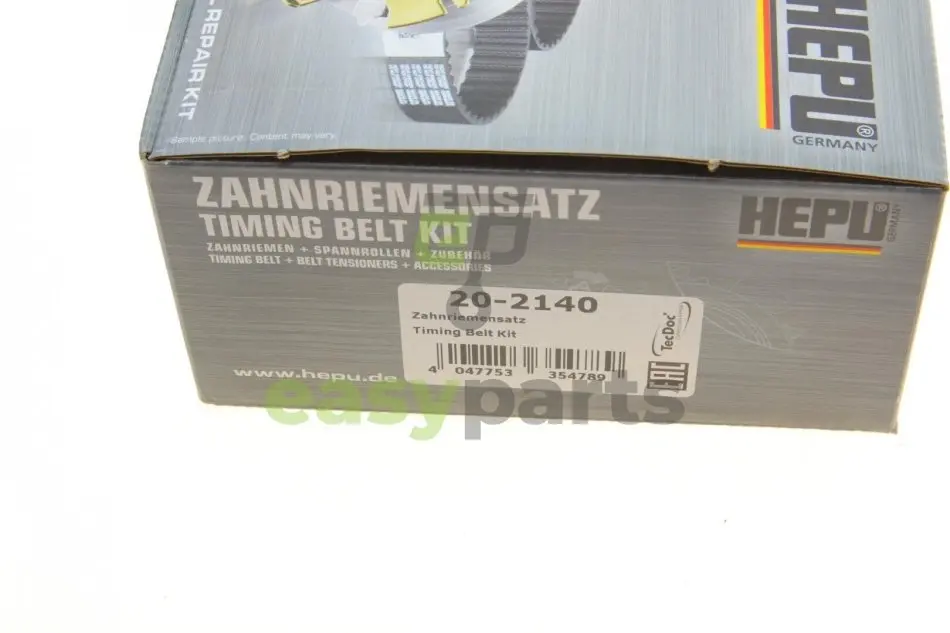 - REPAIR KIT
Sample picture. Content may vary.
HEPU®
GERMANY
ZAHNRIEMENSATZ
TIMING BELT KIT
ZAHNRIEMEN + SPANNROLLEN + ZUBEHÖR
TIMING BELT + BELT TENSIONERS + ACCESSORIES
HEPU®
GERMANY
20-2140
Zahnriemensatz
Timing Belt Kit
TecDoc
4 047753 354789
EAC
www.hepu.de
easyparts